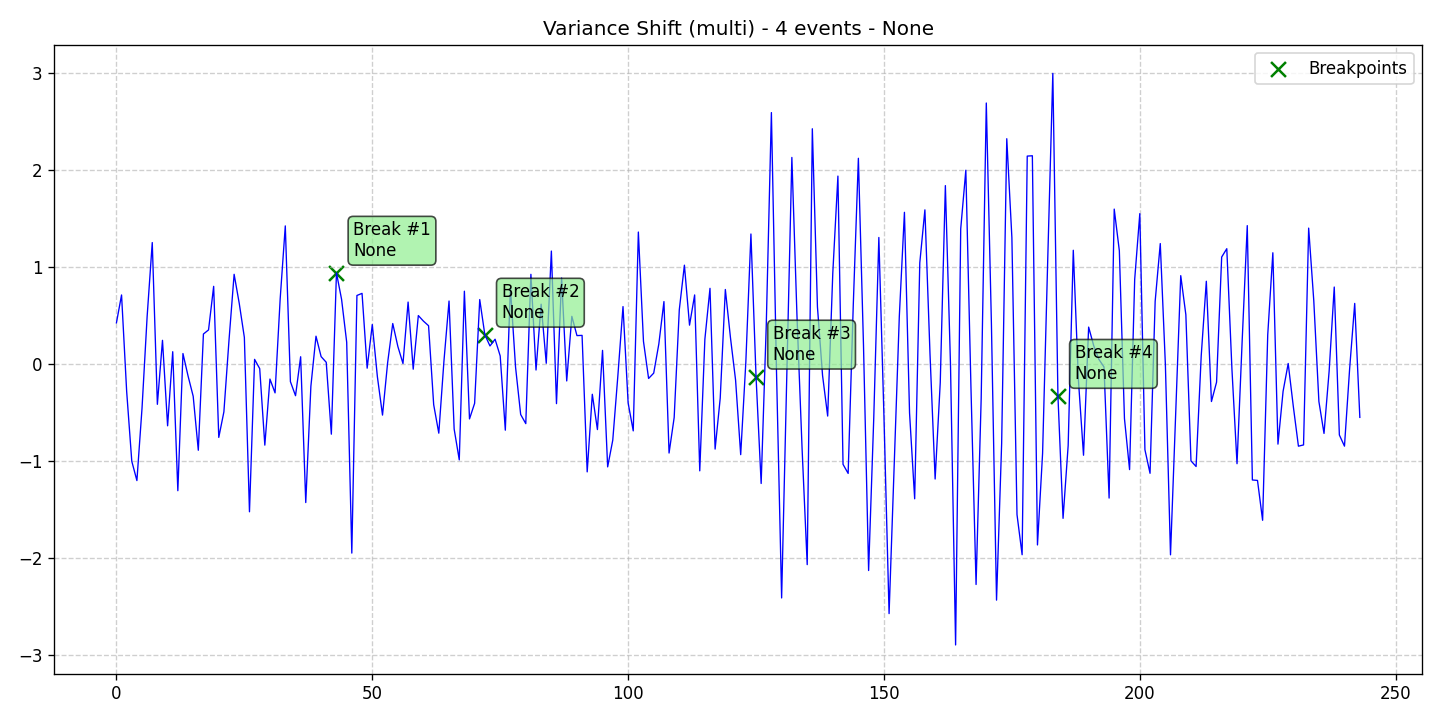 Variance Shift (multi) - 4 events - None
Breakpoints
Break #1
None
Break #2
None
Break #3
None
Break #4
None
3
2
1
0
−1
−2
−3
0
50
100
150
200
250